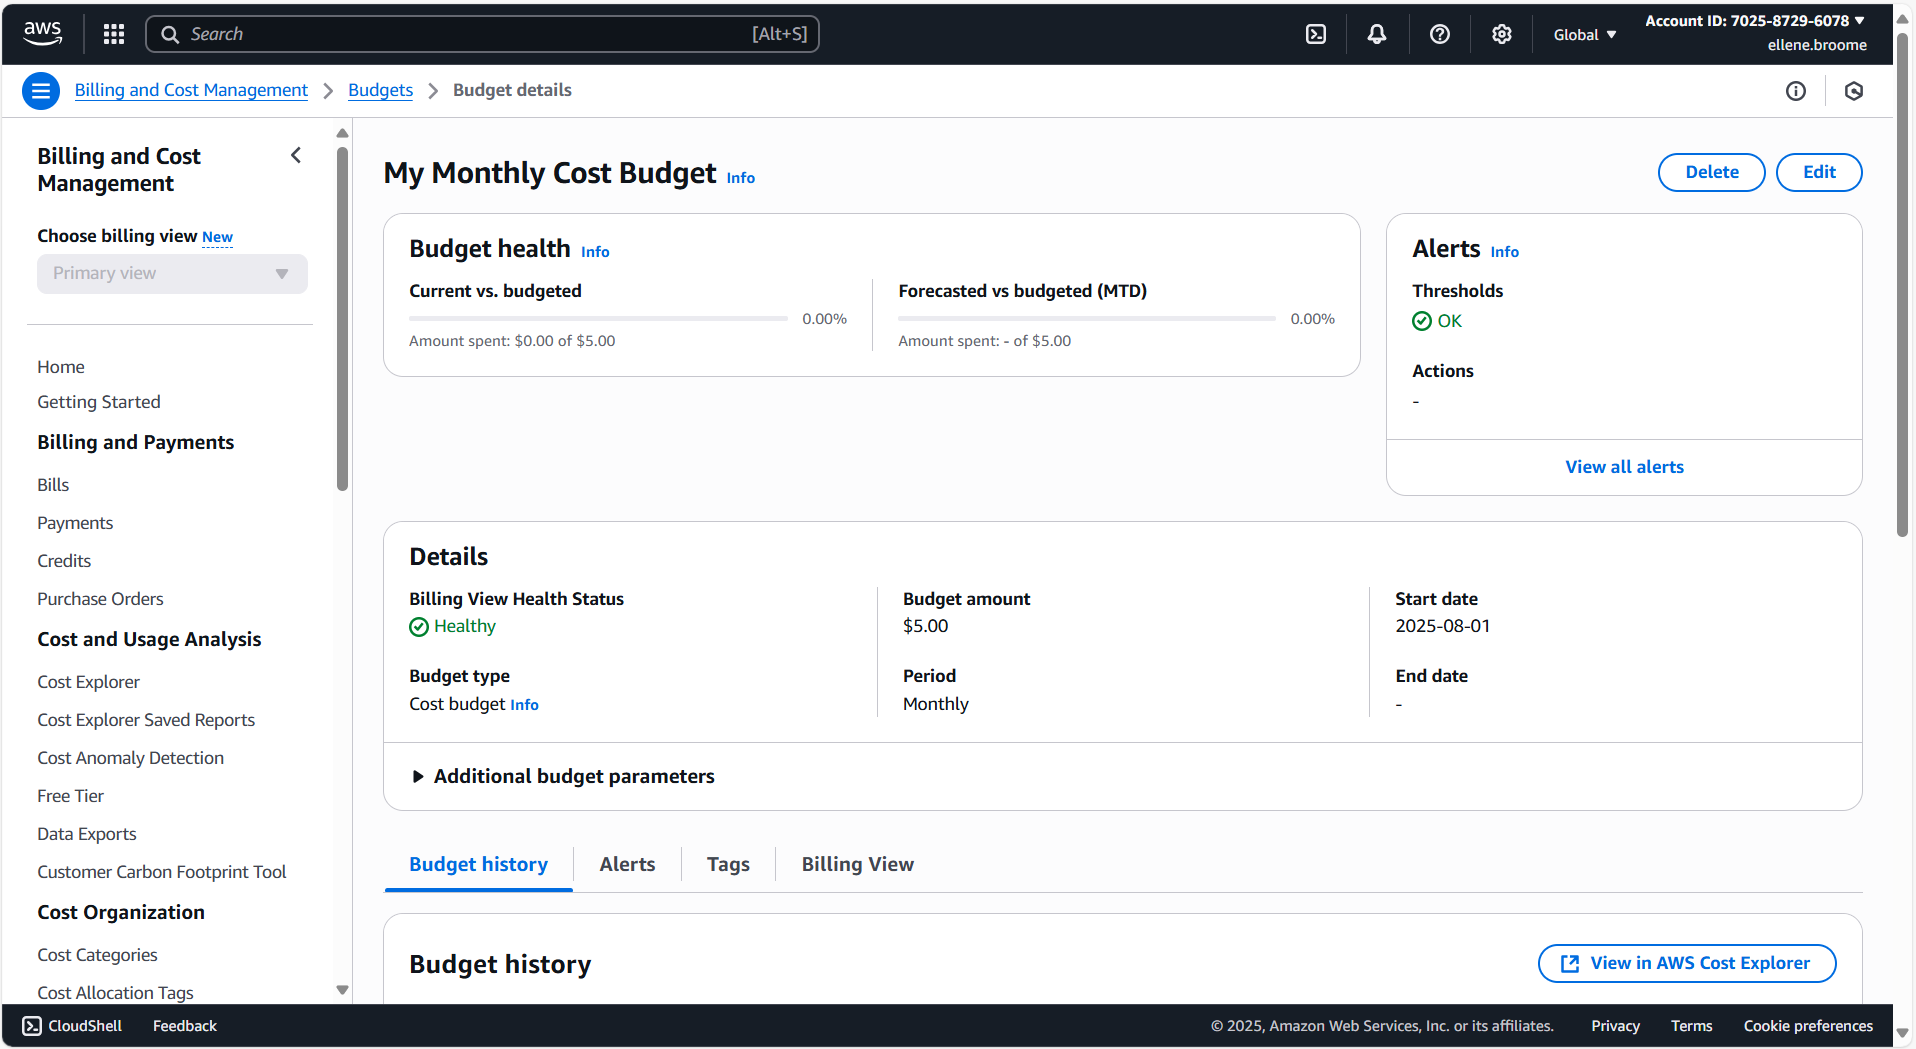 aws
Search
[Alt+S]
Global
Account ID: 7025-8729-6078
ellene.broome
Billing and Cost Management
Budgets
Budget details
Billing and Cost
Management
Choose billing view New
Primary view
Home
Getting Started
Billing and Payments
Bills
Payments
Credits
Purchase Orders
Cost and Usage Analysis
Cost Explorer
Cost Explorer Saved Reports
Cost Anomaly Detection
Free Tier
Data Exports
Customer Carbon Footprint Tool
Cost Organization
Cost Categories
Cost Allocation Tags
My Monthly Cost Budget Info
Delete
Edit
Budget health Info
Current vs. budgeted
0.00%
Amount spent: $0.00 of $5.00
Forecasted vs budgeted (MTD)
0.00%
Amount spent: - of $5.00
Alerts Info
Thresholds
OK
Actions
-
View all alerts
Details
Billing View Health Status
Healthy
Budget type
Cost budget Info
Budget amount
$5.00
Period
Monthly
Start date
2025-08-01
End date
-
Additional budget parameters
Budget history
Alerts
Tags
Billing View
Budget history
View in AWS Cost Explorer
CloudShell
Feedback
© 2025, Amazon Web Services, Inc. or its affiliates.
Privacy
Terms
Cookie preferences